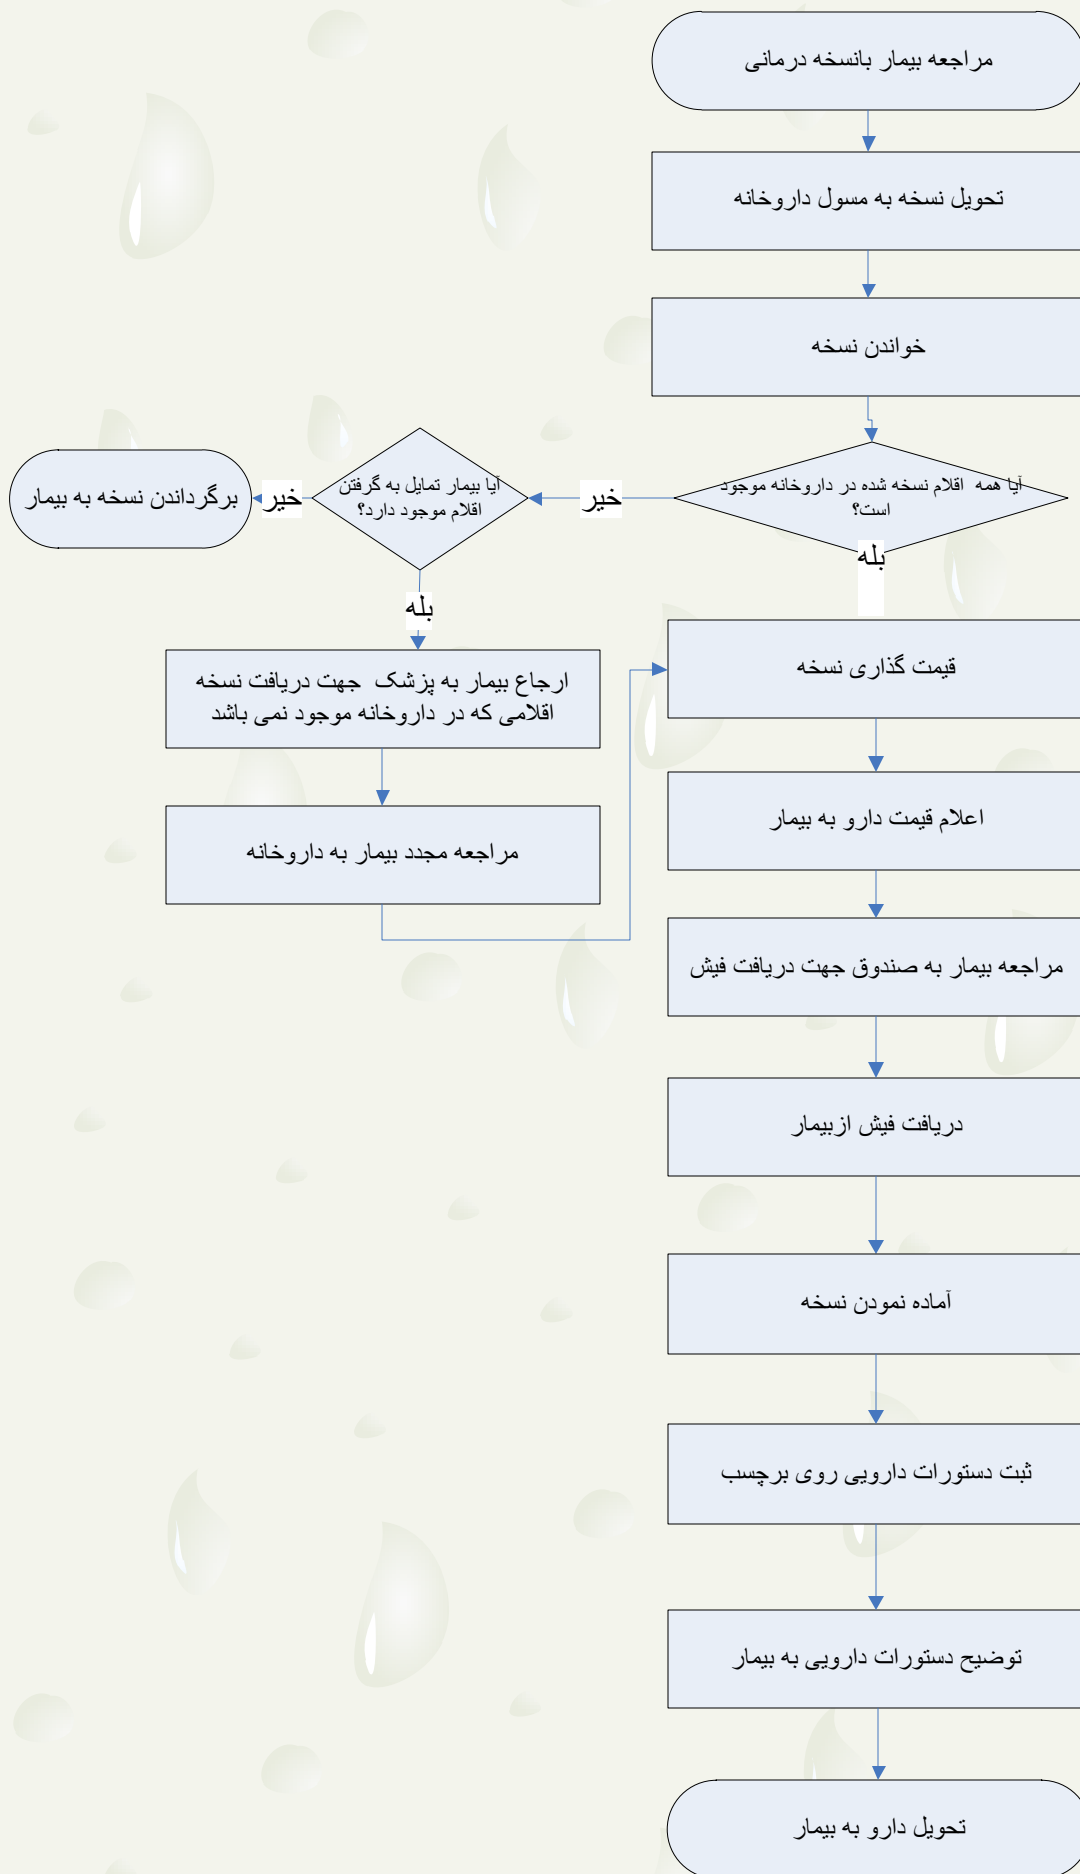 مراجعه بیمار بانسخه درمانی
تحویل نسخه به مسول داروخانه
خواندن نسخه
آیا همه اقلام نسخه شده در داروخانه موجود
است؟
خیر
آیا بیمار تمایل به گرفتن
اقلام موجود دارد؟
خیر
برگرداندن نسخه به بیمار
بله
بله
ارجاع بیمار به پزشک جهت دریافت نسخه
اقلامی که در داروخانه موجود نمی باشد
مراجعه مجدد بیمار به داروخانه
قیمت گذاری نسخه
اعلام قیمت دارو به بیمار
مراجعه بیمار به صندوق جهت دریافت فیش
دریافت فیش ازبیمار
آماده نمودن نسخه
ثبت دستورات دارویی روی برچسب
توضیح دستورات دارویی به بیمار
تحویل دارو به بیمار